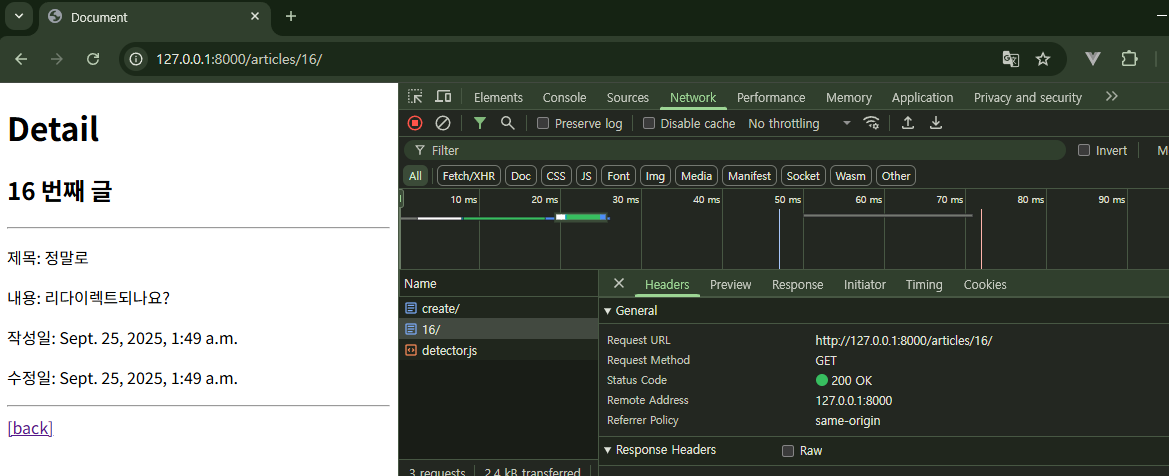 Document
127.0.0.1:8000/articles/16/
Detail
16 번째 글
제목: 정말로
내용: 리다이렉트되나요?
작성일: Sept. 25, 2025, 1:49 a.m.
수정일: Sept. 25, 2025, 1:49 a.m.
[back]
Elements Console Sources Network Performance Memory Application Privacy and security
Preserve log Disable cache No throttling
Filter Invert M
All Fetch/XHR Doc CSS JS Font Img Media Manifest Socket Wasm Other
10 ms 20 ms 30 ms 40 ms 50 ms 60 ms 70 ms 80 ms 90 ms
Name
create/
16/
detector.js
3 requests 2.4 kB transferred
Headers Preview Response Initiator Timing Cookies
General
Request URL http://127.0.0.1:8000/articles/16/
Request Method GET
Status Code 200 OK
Remote Address 127.0.0.1:8000
Referrer Policy same-origin
Response Headers Raw